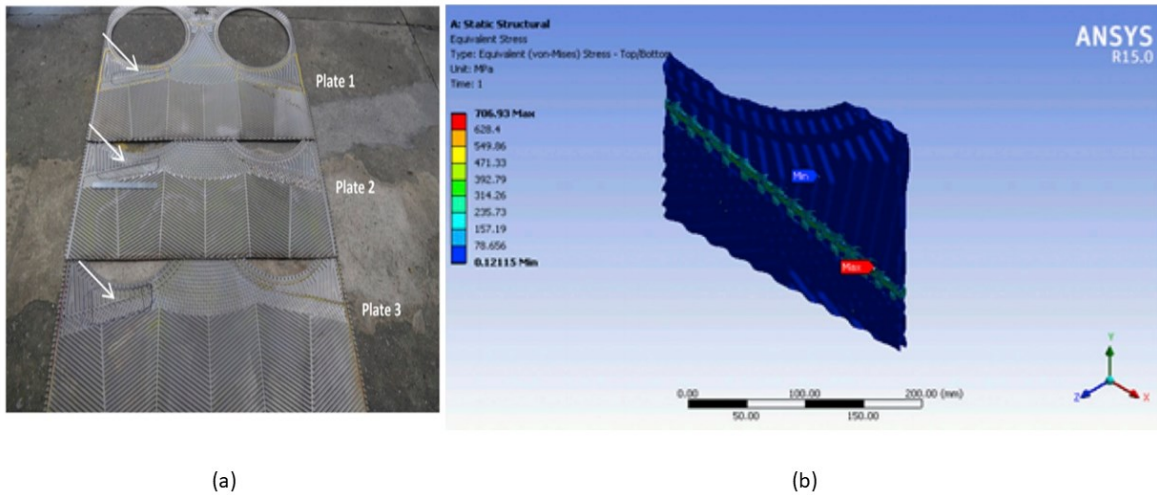 Plate 1
Plate 2
Plate 3
A: Static Structural
Equivalent Stress
Type: Equivalent (von-Mises) Stress - Top/Bottom
Unit: MPa
Time: 1
706.93 Max
628.4
549.86
471.33
392.79
314.26
235.73
157.19
78.656
0.12115 Min
ANSYS
R15.0
Min
Max
0.00 100.00 200.00 (mm)
50.00 150.00
Y
Z X
(a) (b)